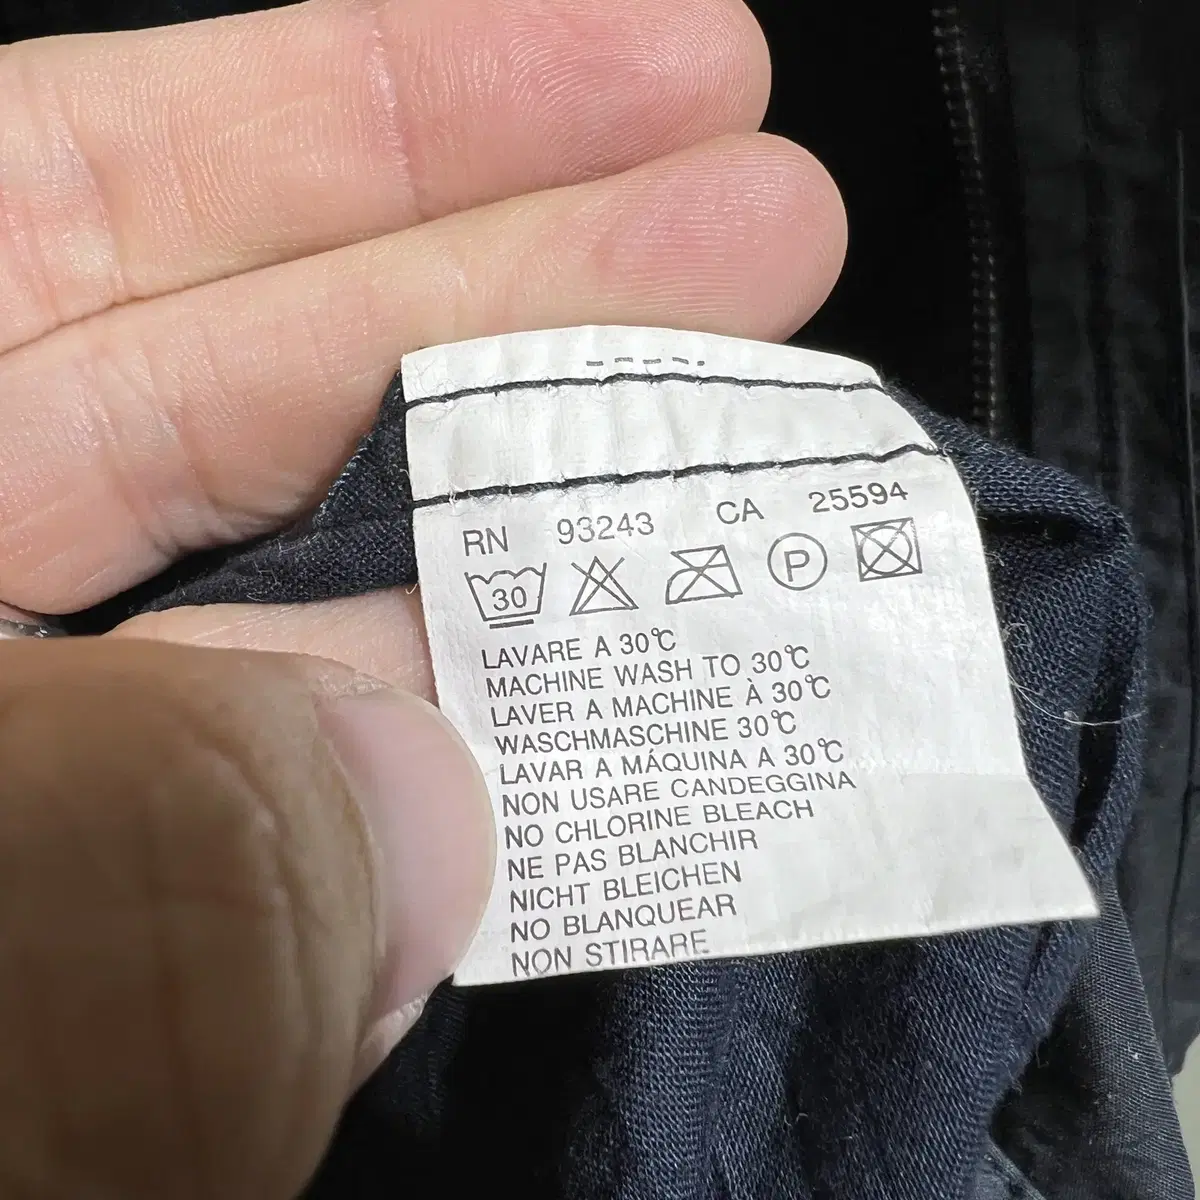 RN 93243 CA 25594
30 P
LAVARE A 30℃
MACHINE WASH TO 30℃
LAVER A MACHINE À 30℃
WASCHMASCHINE 30℃
LAVAR A MÁQUINA A 30℃
NON USARE CANDEGGINA
NO CHLORINE BLEACH
NE PAS BLANCHIR
NICHT BLEICHEN
NO BLANQUEAR
NON STIRARE